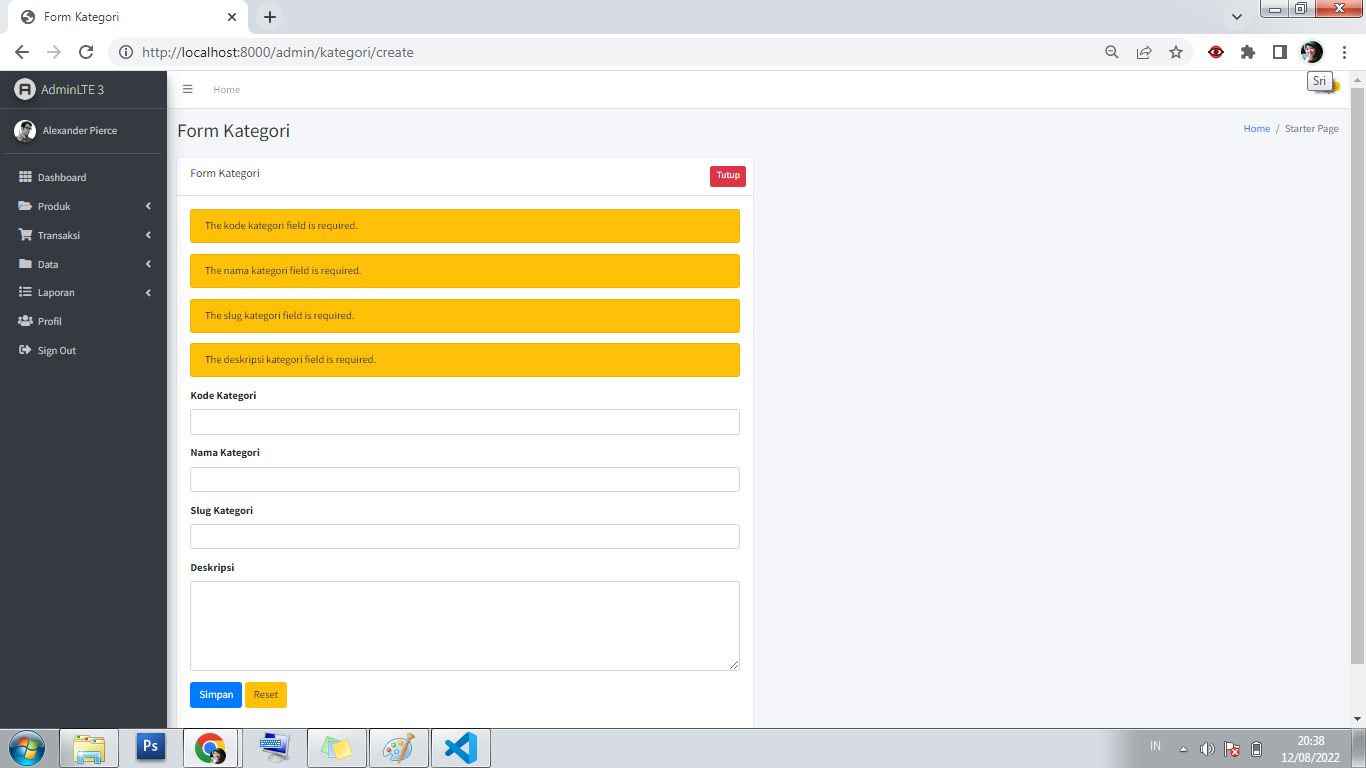 Form Kategori
http://localhost:8000/admin/kategori/create
AdminLTE 3
Home
Sri
Alexander Pierce
Form Kategori
Home / Starter Page
Dashboard
Produk
Transaksi
Data
Laporan
Profil
Sign Out
Form Kategori
Tutup
The kode kategori field is required.
The nama kategori field is required.
The slug kategori field is required.
The deskripsi kategori field is required.
Kode Kategori
Nama Kategori
Slug Kategori
Deskripsi
Simpan
Reset
Ps
IN
20:38
12/08/2022